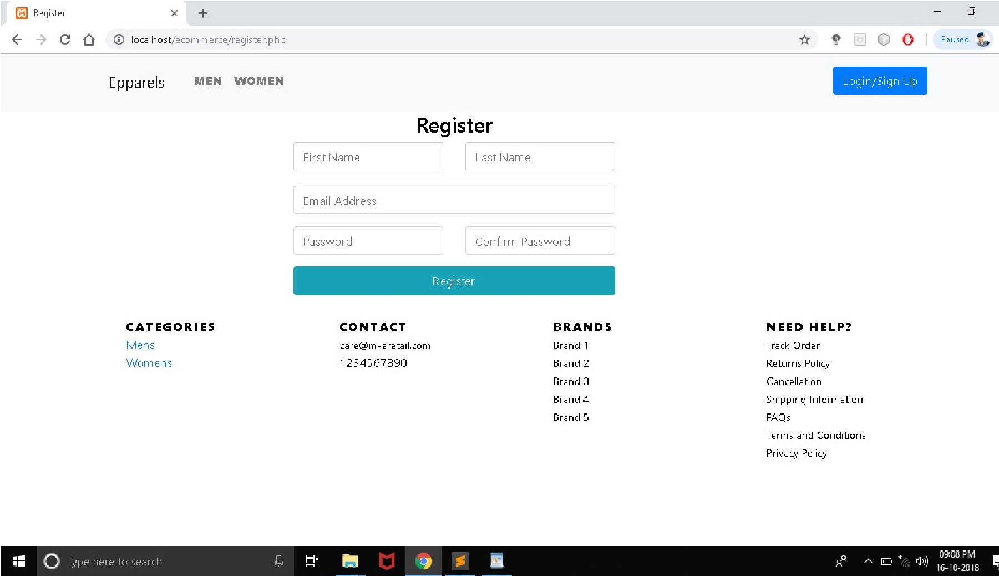 Register
localhost/ecommerce/register.php
Paused
Epparels MEN WOMEN Login/Sign Up
Register
First Name Last Name
Email Address
Password Confirm Password
Register
CATEGORIES
Mens
Womens
CONTACT
care@m-eretail.com
1234567890
BRANDS
Brand 1
Brand 2
Brand 3
Brand 4
Brand 5
NEED HELP?
Track Order
Returns Policy
Cancellation
Shipping Information
FAQs
Terms and Conditions
Privacy Policy
Type here to search
09:08 PM
16-10-2018